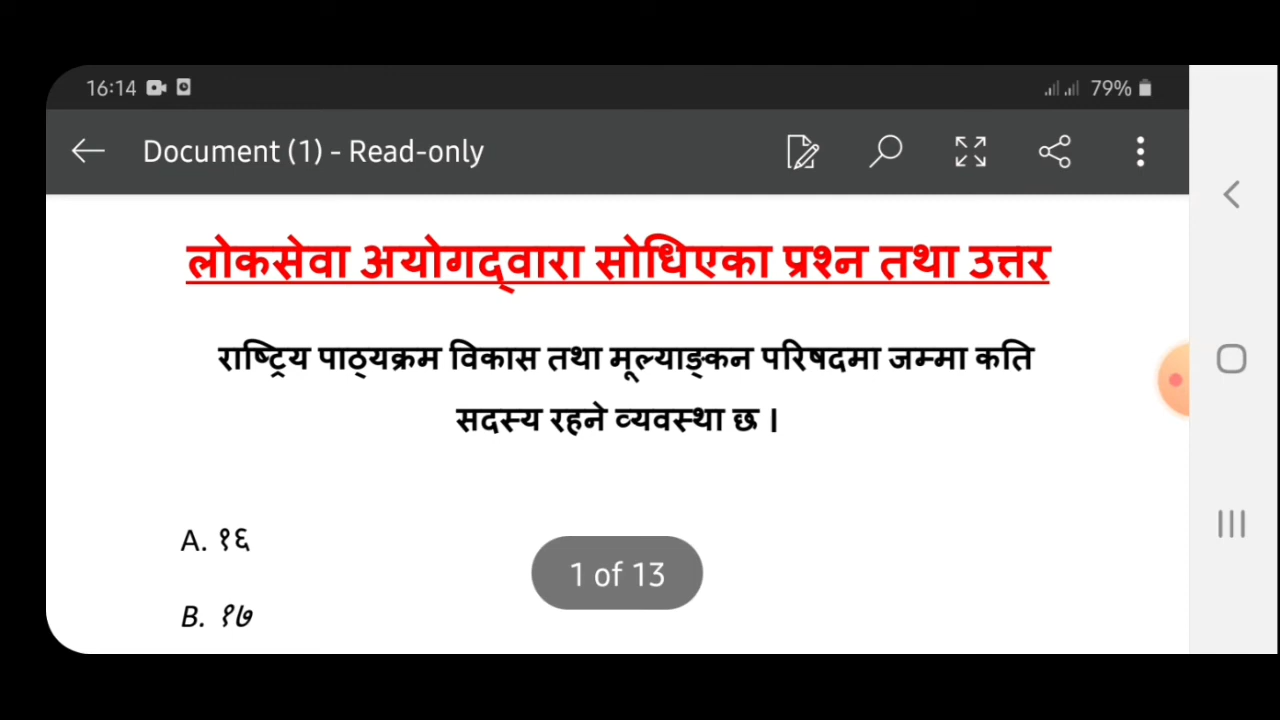 16:14
79%
Document (1) - Read-only
लोकसेवा अयोगद्वारा सोधिएका प्रश्न तथा उत्तर
राष्ट्रिय पाठ्यक्रम विकास तथा मूल्याङ्कन परिषदमा जम्मा कति
सदस्य रहने व्यवस्था छ ।
A. १६
1 of 13
B. १७